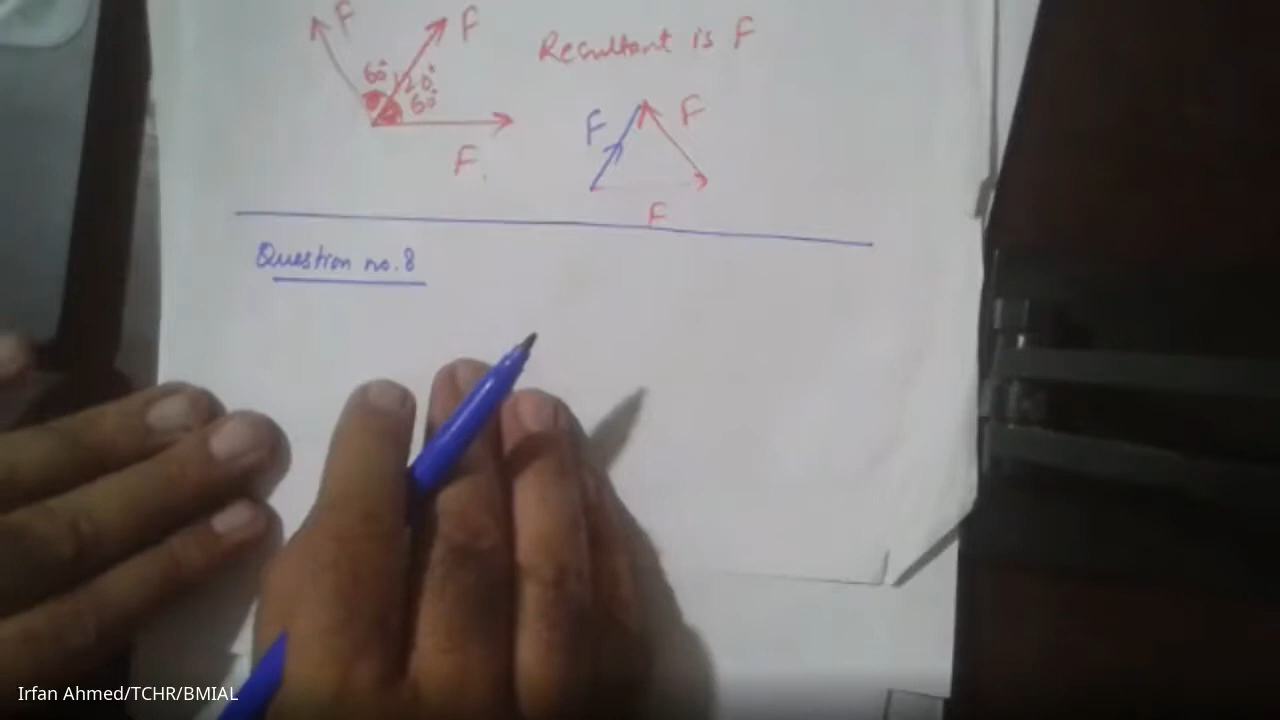 F
F
Resultant is F
60°
120°
60°
F
F
F
F
Question no.8
Irfan Ahmed/TCHR/BMIAL